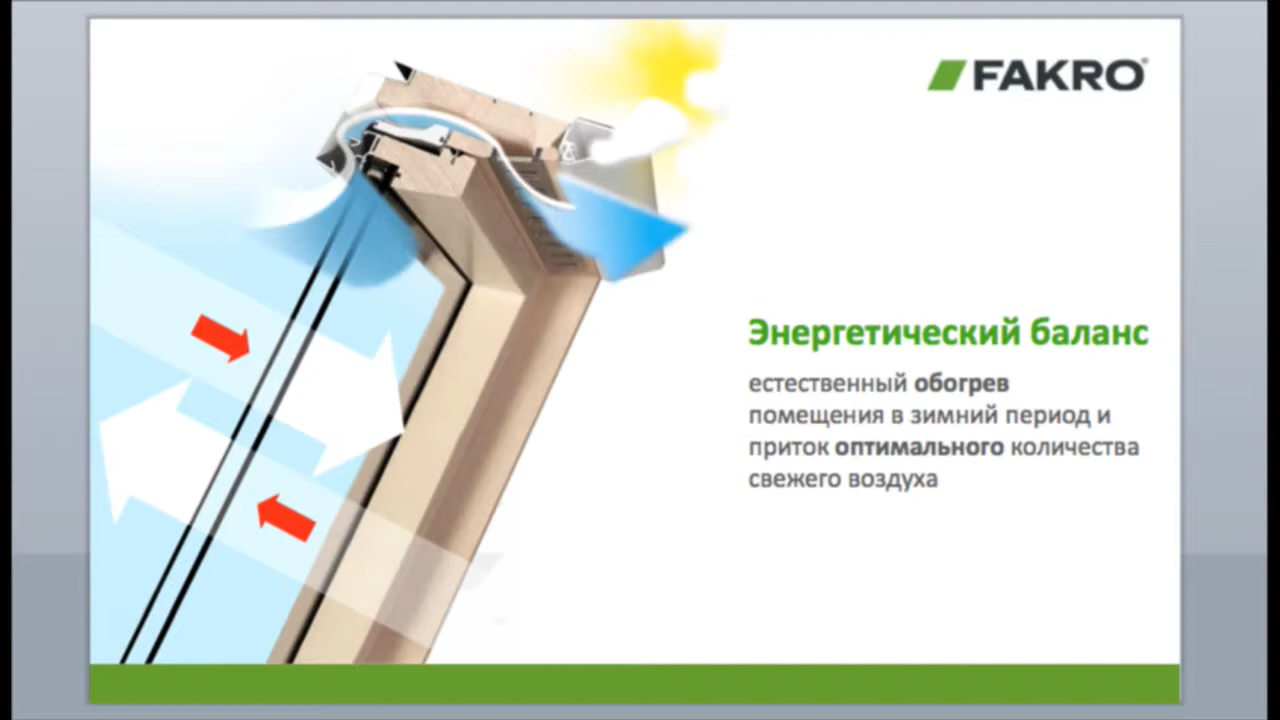 FAKRO®
Энергетический баланс
естественный обогрев
помещения в зимний период и
приток оптимального количества
свежего воздуха